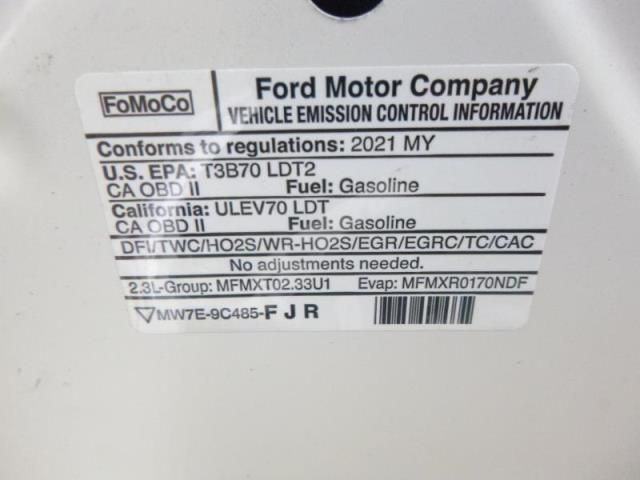 FoMoCo
Ford Motor Company
VEHICLE EMISSION CONTROL INFORMATION
Conforms to regulations: 2021 MY
U.S. EPA: T3B70 LDT2
CA OBD II Fuel: Gasoline
California: ULEV70 LDT
CA OBD II Fuel: Gasoline
DFI/TWC/HO2S/WR-HO2S/EGR/EGRC/TC/CAC
No adjustments needed.
2.3L-Group: MFMXT02.33U1 Evap: MFMXR0170NDF
MW7E-9C485-F J R